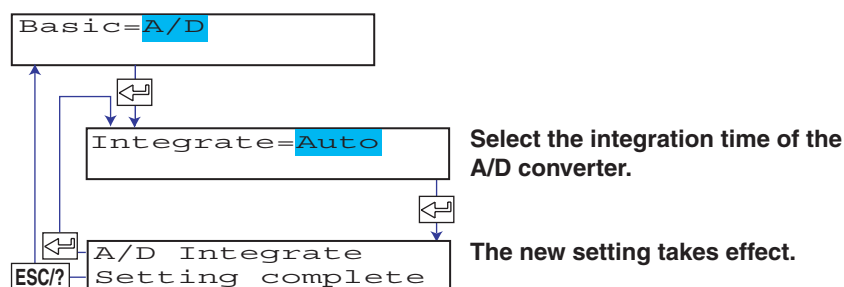 Basic=A/D
Integrate=Auto
Select the integration time of the
A/D converter.
A/D Integrate
Setting complete
The new setting takes effect.
ESC/?